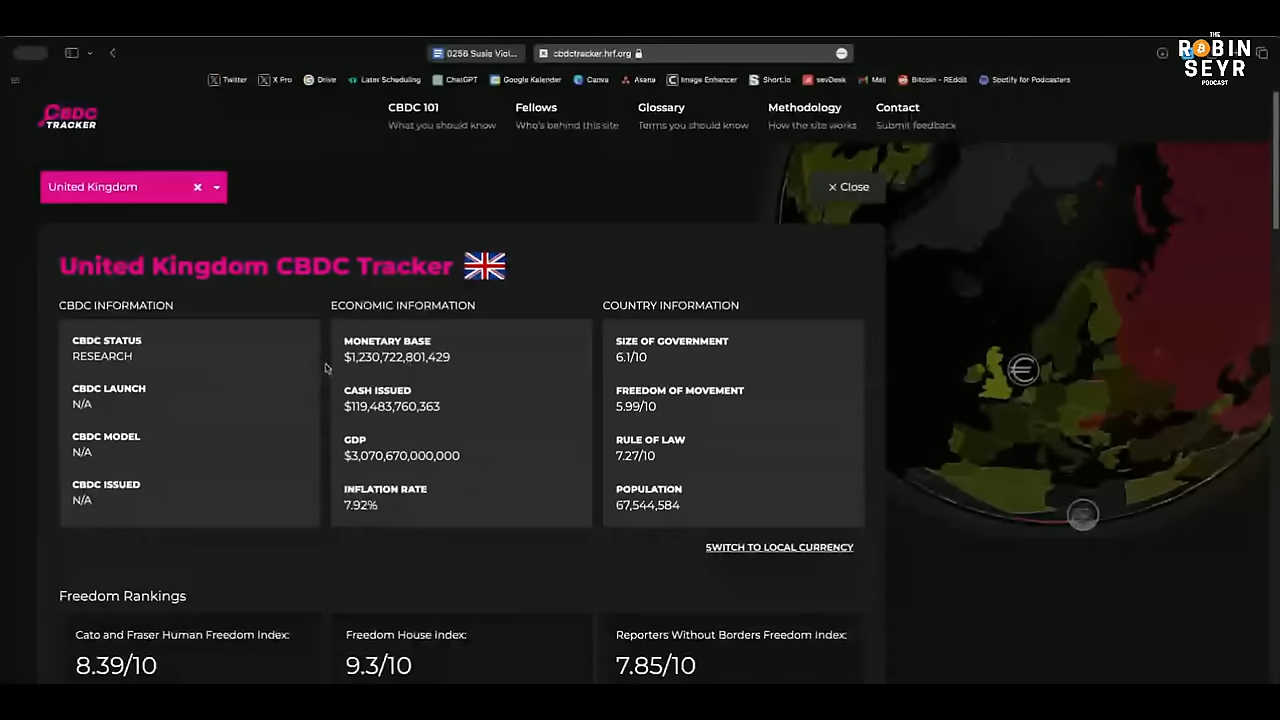 THE
ROBIN
SEYR
PODCAST
0256 Susie Viol...
cbdctracker.hrf.org
Twitter
X Pro
Drive
Later Scheduling
ChatGPT
Google Kalender
Canva
Asana
Image Enhancer
Short.io
sevDesk
Mail
Bitcoin - REddit
Spotify for Podcasters
CBDC
TRACKER
CBDC 101
What you should know
Fellows
Who's behind this site
Glossary
Terms you should know
Methodology
How the site works
Contact
Submit feedback
United Kingdom
× Close
United Kingdom CBDC Tracker
CBDC INFORMATION
CBDC STATUS
RESEARCH
CBDC LAUNCH
N/A
CBDC MODEL
N/A
CBDC ISSUED
N/A
ECONOMIC INFORMATION
MONETARY BASE
$1,230,722,801,429
CASH ISSUED
$119,483,760,363
GDP
$3,070,670,000,000
INFLATION RATE
7.92%
COUNTRY INFORMATION
SIZE OF GOVERNMENT
6.1/10
FREEDOM OF MOVEMENT
5.99/10
RULE OF LAW
7.27/10
POPULATION
67,544,584
SWITCH TO LOCAL CURRENCY
Freedom Rankings
Cato and Fraser Human Freedom Index:
8.39/10
Freedom House Index:
9.3/10
Reporters Without Borders Freedom Index:
7.85/10